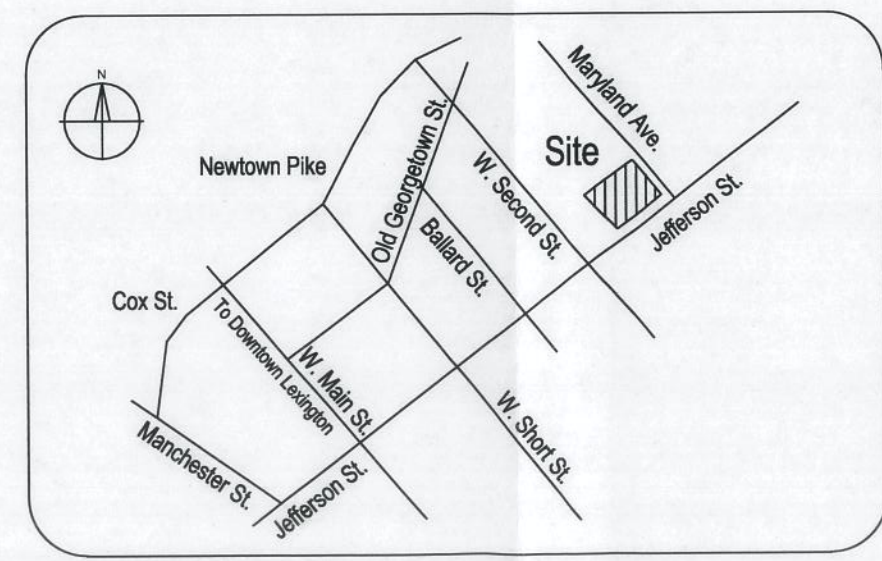 N
Newtown Pike
Old Georgetown St.
Maryland Ave.
Site
W. Second St.
Jefferson St.
Ballard St.
Cox St.
To Downtown Lexington
W. Main St.
W. Short St.
Manchester St.
Jefferson St.